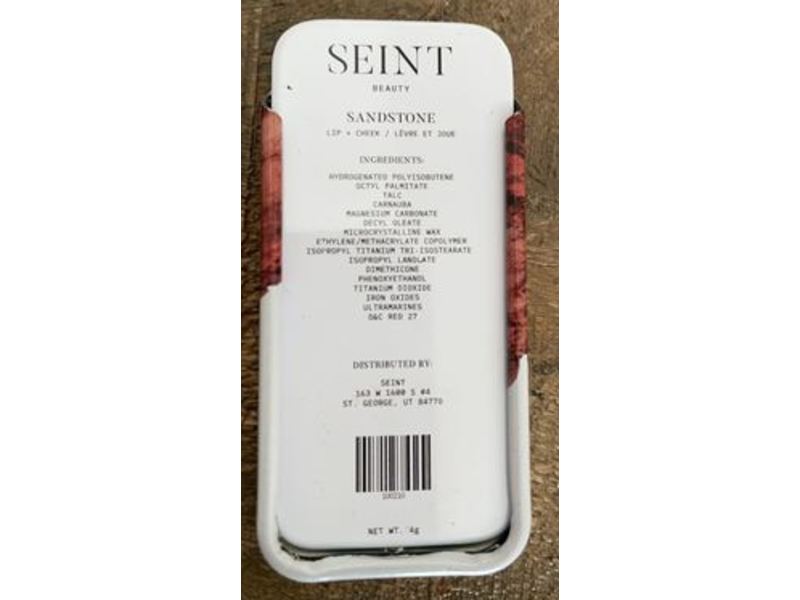 SEINT
BEAUTY
SANDSTONE
LIP + CHEEK / LÈVRE ET JOUE
INGREDIENTS:
HYDROGENATED POLYISOBUTENE
OCTYL PALMITATE
TALC
CARNAUBA
MAGNESIUM CARBONATE
DECYL OLEATE
MICROCRYSTALLINE WAX
ETHYLENE/METHACRYLATE COPOLYMER
ISOPROPYL TITANIUM TRI-ISOSTEARATE
ISOPROPYL LANOLATE
DIMETHICONE
PHENOXYETHANOL
TITANIUM DIOXIDE
IRON OXIDES
ULTRAMARINES
D&C RED 27
DISTRIBUTED BY:
SEINT
163 W 1600 S #4
ST. GEORGE, UT 84770
100210
NET WT. 4g